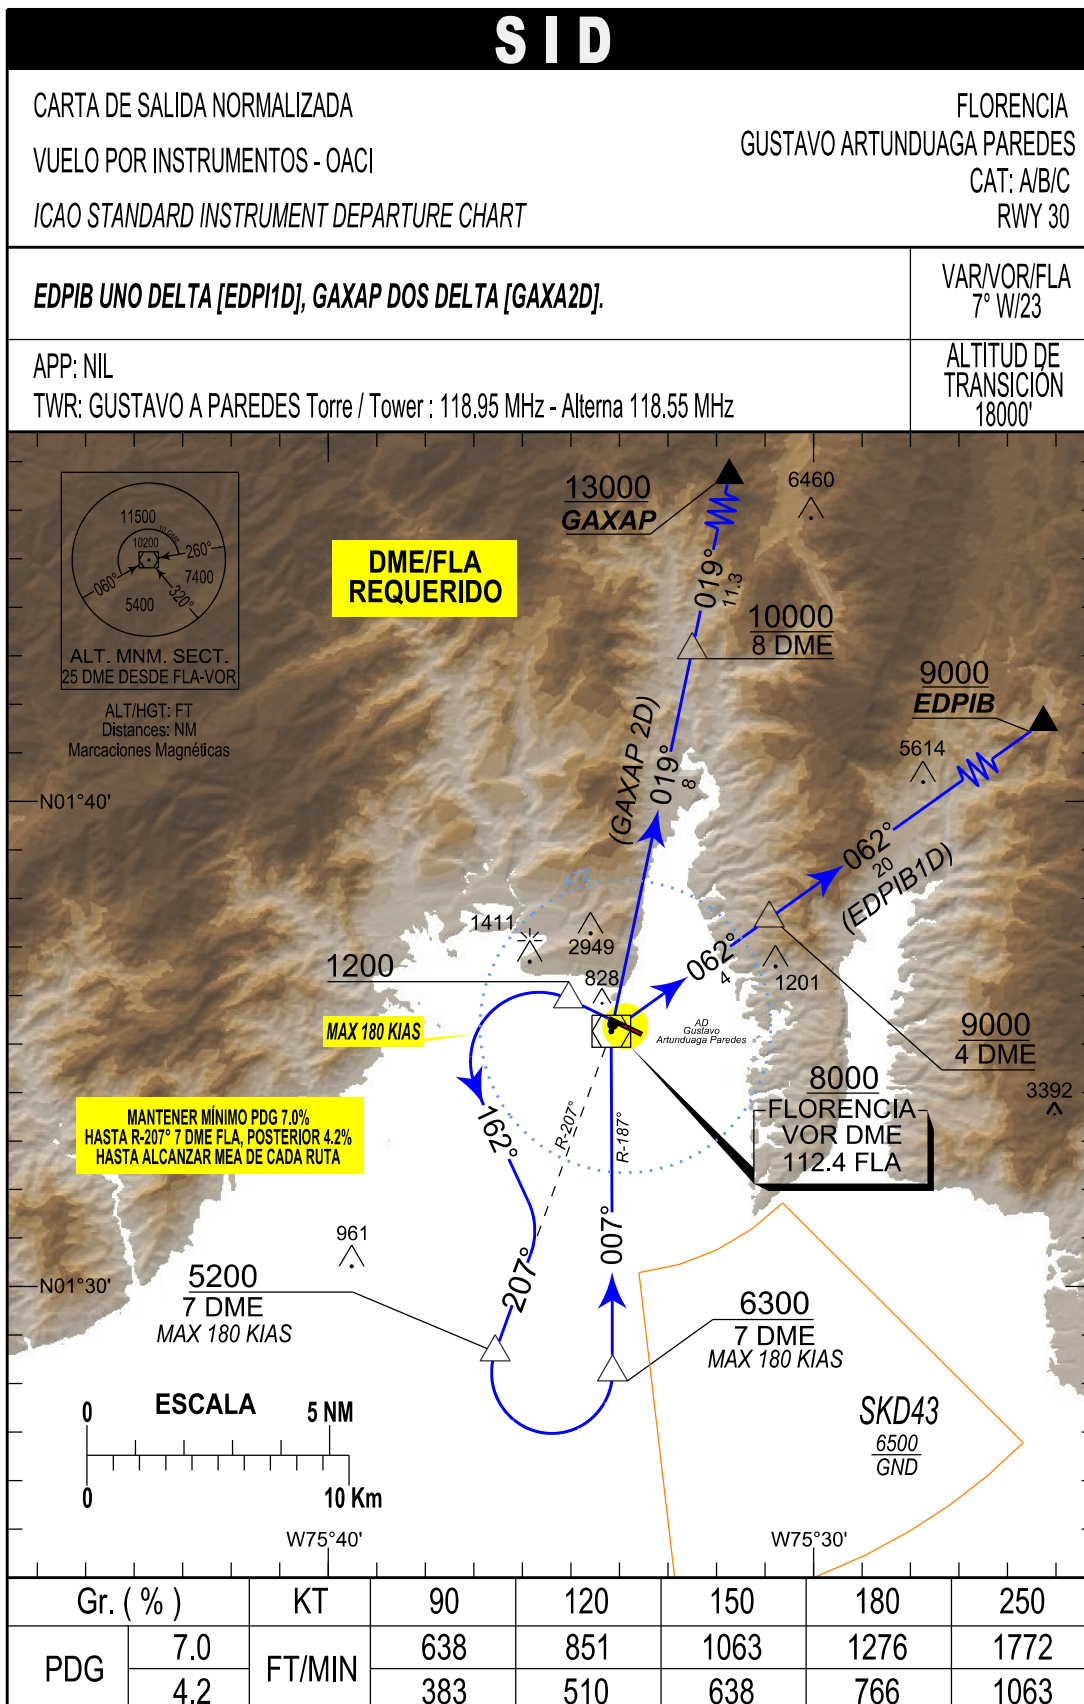 SID
CARTA DE SALIDA NORMALIZADA
VUELO POR INSTRUMENTOS - OACI
ICAO STANDARD INSTRUMENT DEPARTURE CHART
FLORENCIA
GUSTAVO ARTUNDUAGA PAREDES
CAT: A/B/C
RWY 30
EDPIB UNO DELTA [EDPI1D], GAXAP DOS DELTA [GAXA2D].
VAR/VOR/FLA
7° W/23
APP: NIL
TWR: GUSTAVO A PAREDES Torre / Tower : 118.95 MHz - Alterna 118.55 MHz
ALTITUD DE
TRANSICIÓN
18000'
11500
10 DME
10200
260°
060°
7400
320°
5400
ALT. MNM. SECT.
25 DME DESDE FLA-VOR
ALT/HGT: FT
Distances: NM
Marcaciones Magnéticas
DME/FLA
REQUERIDO
13000
GAXAP
6460
019°
11.3
10000
8 DME
9000
EDPIB
5614
(GAXAP 2D)
019°
8
N01°40'
062°
20
(EDPIB1D)
ATZ
1411
2949
1200
828
062°
4
1201
MAX 180 KIAS
AD
Gustavo
Artunduaga Paredes
9000
4 DME
8000
FLORENCIA
VOR DME
112.4 FLA
3392
MANTENER MÍNIMO PDG 7.0%
HASTA R-207° 7 DME FLA, POSTERIOR 4.2%
HASTA ALCANZAR MEA DE CADA RUTA
162°
R-207°
R-187°
961
007°
207°
N01°30'
5200
7 DME
MAX 180 KIAS
6300
7 DME
MAX 180 KIAS
SKD43
6500
GND
ESCALA
0
5 NM
0
10 Km
W75°40'
W75°30'
Gr. ( % ) KT 90 120 150 180 250
PDG 7.0 FT/MIN 638 851 1063 1276 1772
4.2 383 510 638 766 1063